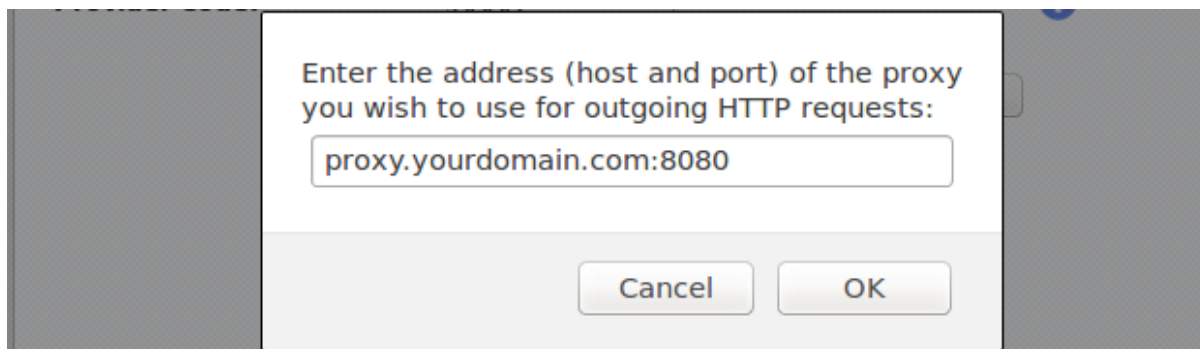 Enter the address (host and port) of the proxy
you wish to use for outgoing HTTP requests:
proxy.yourdomain.com:8080
Cancel
OK